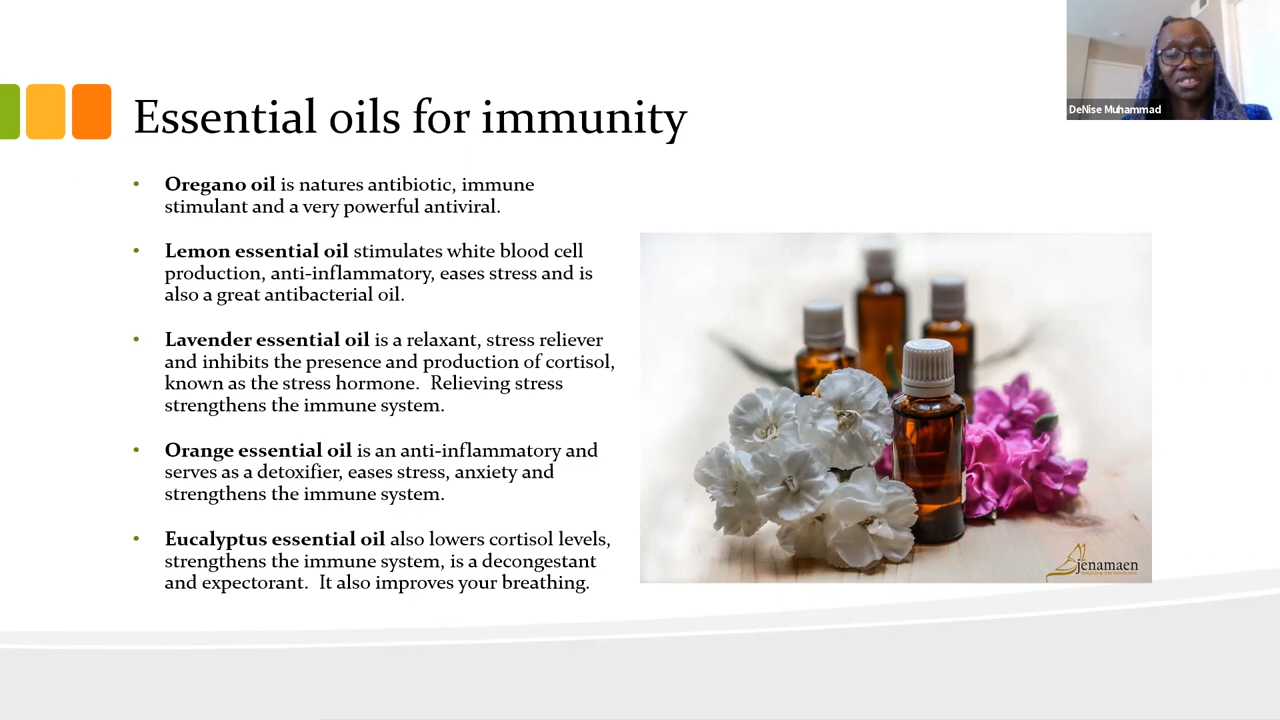 DeNise Muhammad
Essential oils for immunity
• Oregano oil is natures antibiotic, immune
stimulant and a very powerful antiviral.
• Lemon essential oil stimulates white blood cell
production, anti-inflammatory, eases stress and is
also a great antibacterial oil.
• Lavender essential oil is a relaxant, stress reliever
and inhibits the presence and production of cortisol,
known as the stress hormone.  Relieving stress
strengthens the immune system.
• Orange essential oil is an anti-inflammatory and
serves as a detoxifier, eases stress, anxiety and
strengthens the immune system.
• Eucalyptus essential oil also lowers cortisol levels,
strengthens the immune system, is a decongestant
and expectorant.  It also improves your breathing.
jenamaen